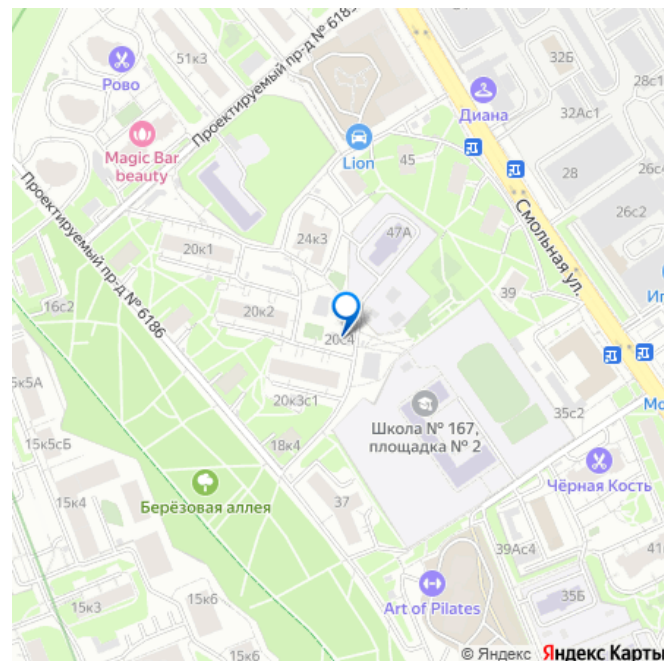 51к3
Проектируемый пр-д № 6185
32Б
28с1
Рово
Диана
32Ас1
Magic Bar
beauty
Lion
45
28
26с4
Проектируемый пр-д № 6186
26с2
Смольная ул.
47А
24к3
20к1
39
16с2
20к2
20с4
35с2
5к5А
20к3с1
Школа № 167,
площадка № 2
18к4
15к5сБ
Чёрная Кость
15к4
Берёзовая аллея
37
39Ас4
15к3
15к6
Art of Pilates
35Б
© Яндекс Яндекс Карты